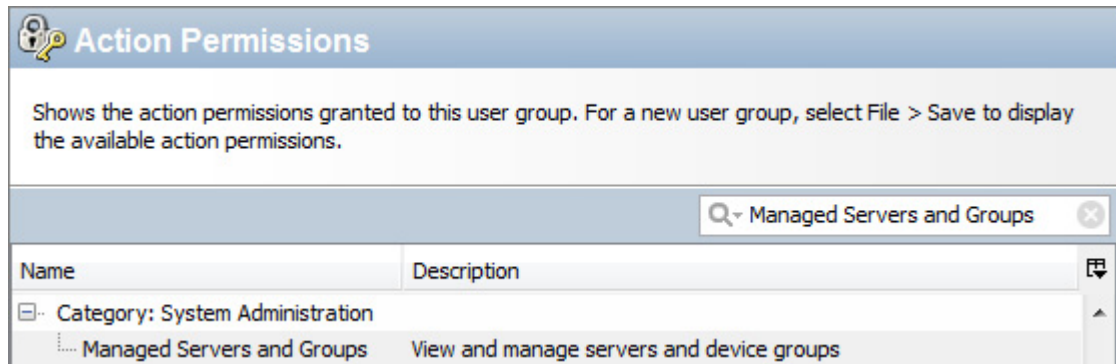 Action Permissions
Shows the action permissions granted to this user group. For a new user group, select File > Save to display
the available action permissions.
Managed Servers and Groups
Name Description
Category: System Administration
Managed Servers and Groups View and manage servers and device groups